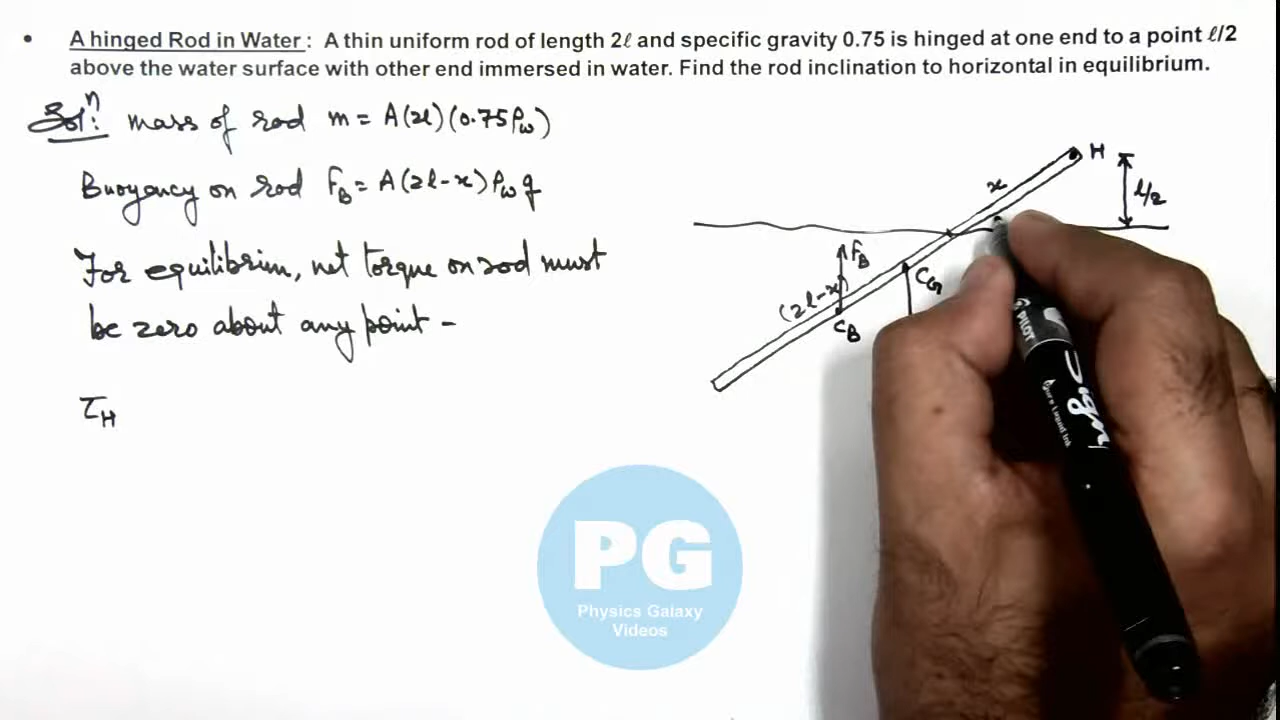 • A hinged Rod in Water : A thin uniform rod of length 2ℓ and specific gravity 0.75 is hinged at one end to a point ℓ/2
above the water surface with other end immersed in water. Find the rod inclination to horizontal in equilibrium.
Solⁿ: mass of rod m = A(2l)(0.75ρw)
Buoyancy on rod FB = A(2l-x)ρw g
For equilibrim, net torque on rod must
be zero about any point -
τH
H
x
l/2
FB
(2l-x)
CG
CB
PILOT
PG
Physics Galaxy
Videos